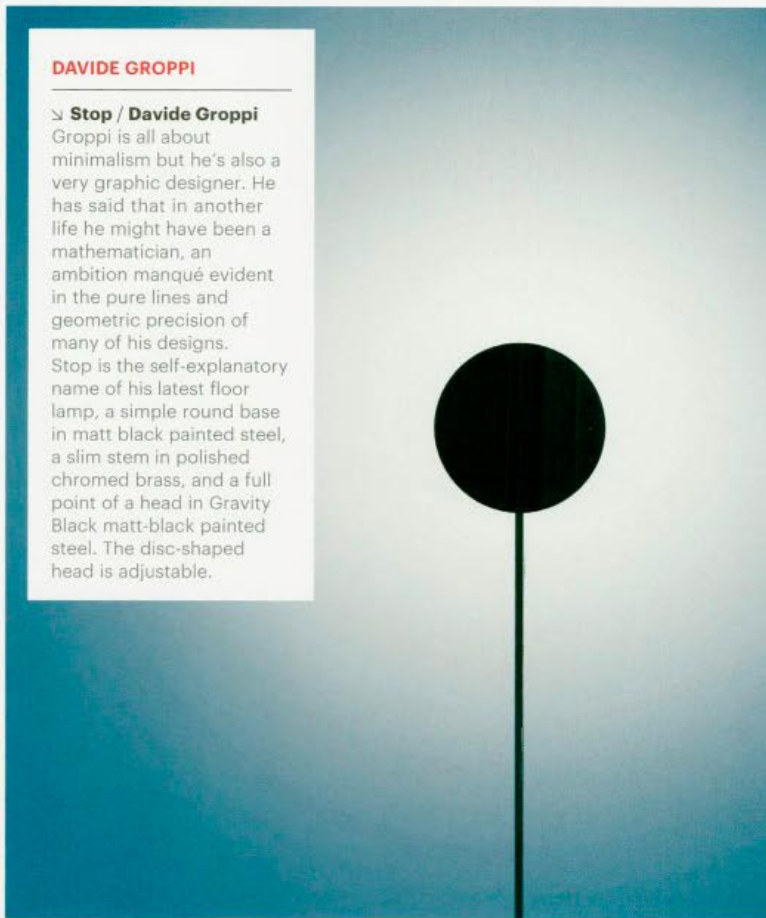 DAVIDE GROPPI
↘ Stop / Davide Groppi
Groppi is all about
minimalism but he's also a
very graphic designer. He
has said that in another
life he might have been a
mathematician, an
ambition manqué evident
in the pure lines and
geometric precision of
many of his designs.
Stop is the self-explanatory
name of his latest floor
lamp, a simple round base
in matt black painted steel,
a slim stem in polished
chromed brass, and a full
point of a head in Gravity
Black matt-black painted
steel. The disc-shaped
head is adjustable.